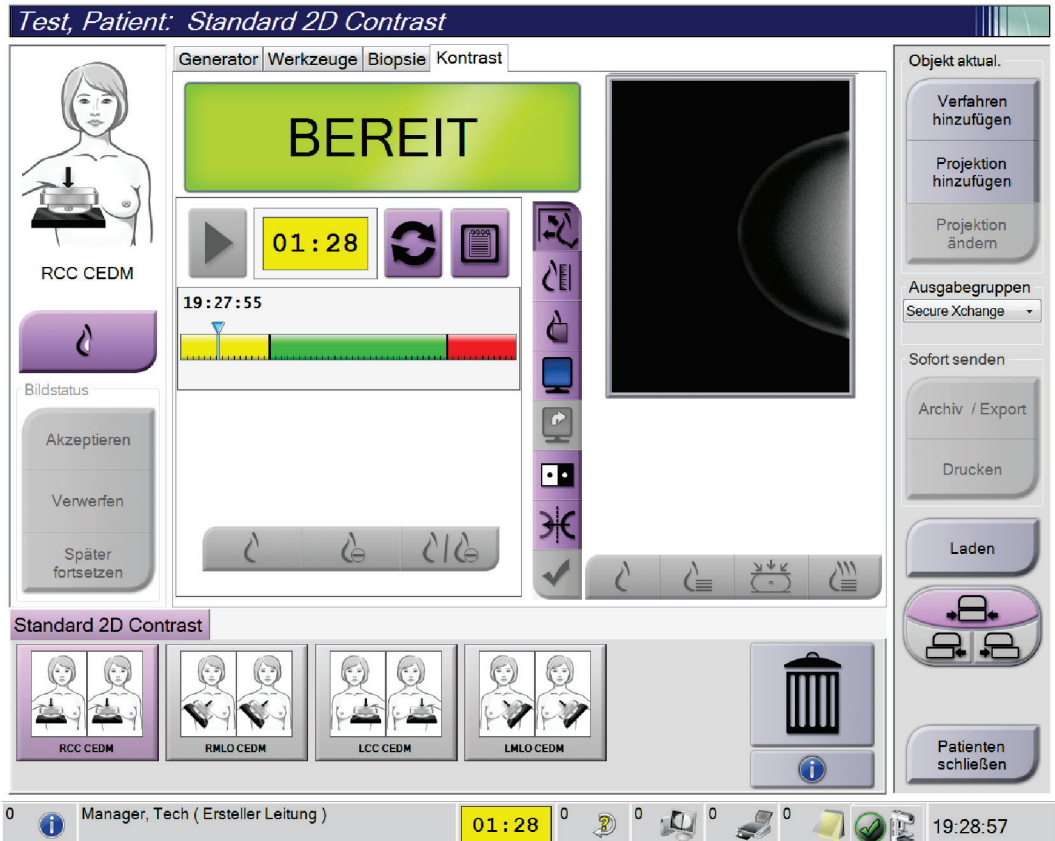 Test, Patient: Standard 2D Contrast
Generator Werkzeuge Biopsie Kontrast
BEREIT
01:28
19:27:55
RCC CEDM
Bildstatus
Akzeptieren
Verwerfen
Später
fortsetzen
Objekt aktual.
Verfahren
hinzufügen
Projektion
hinzufügen
Projektion
ändern
Ausgabegruppen
Secure Xchange
Sofort senden
Archiv / Export
Drucken
Laden
Patienten
schließen
Standard 2D Contrast
RCC CEDM
RMLO CEDM
LCC CEDM
LMLO CEDM
0 Manager, Tech ( Ersteller Leitung ) 01:28 0 0 0 0 19:28:57